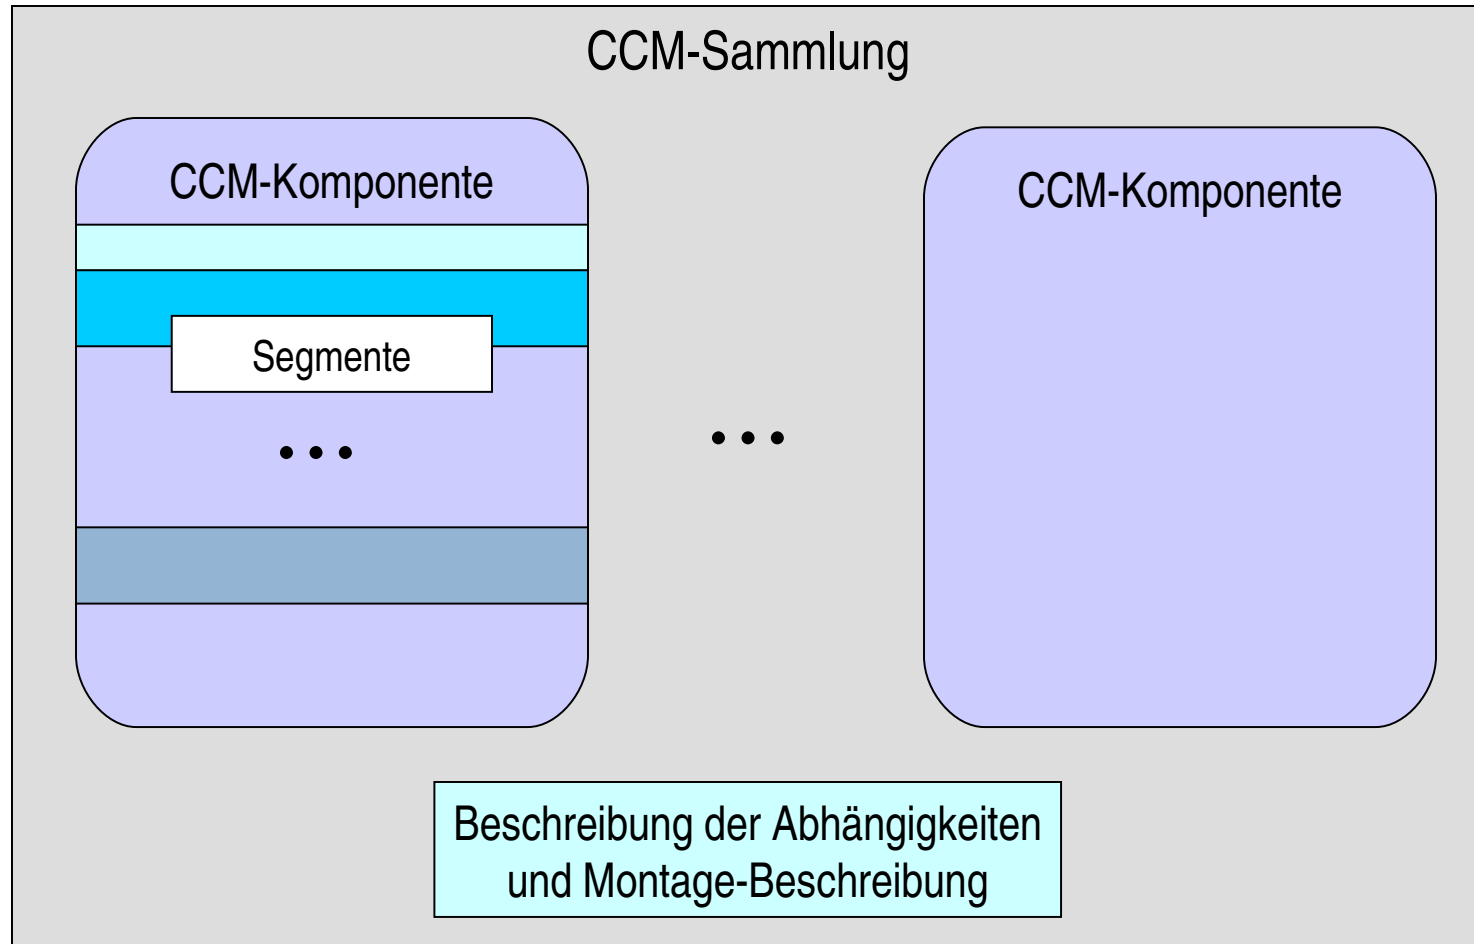 CCM-Sammlung
CCM-Komponente
CCM-Komponente
Segmente
• • •
• • •
Beschreibung der Abhängigkeiten
und Montage-Beschreibung